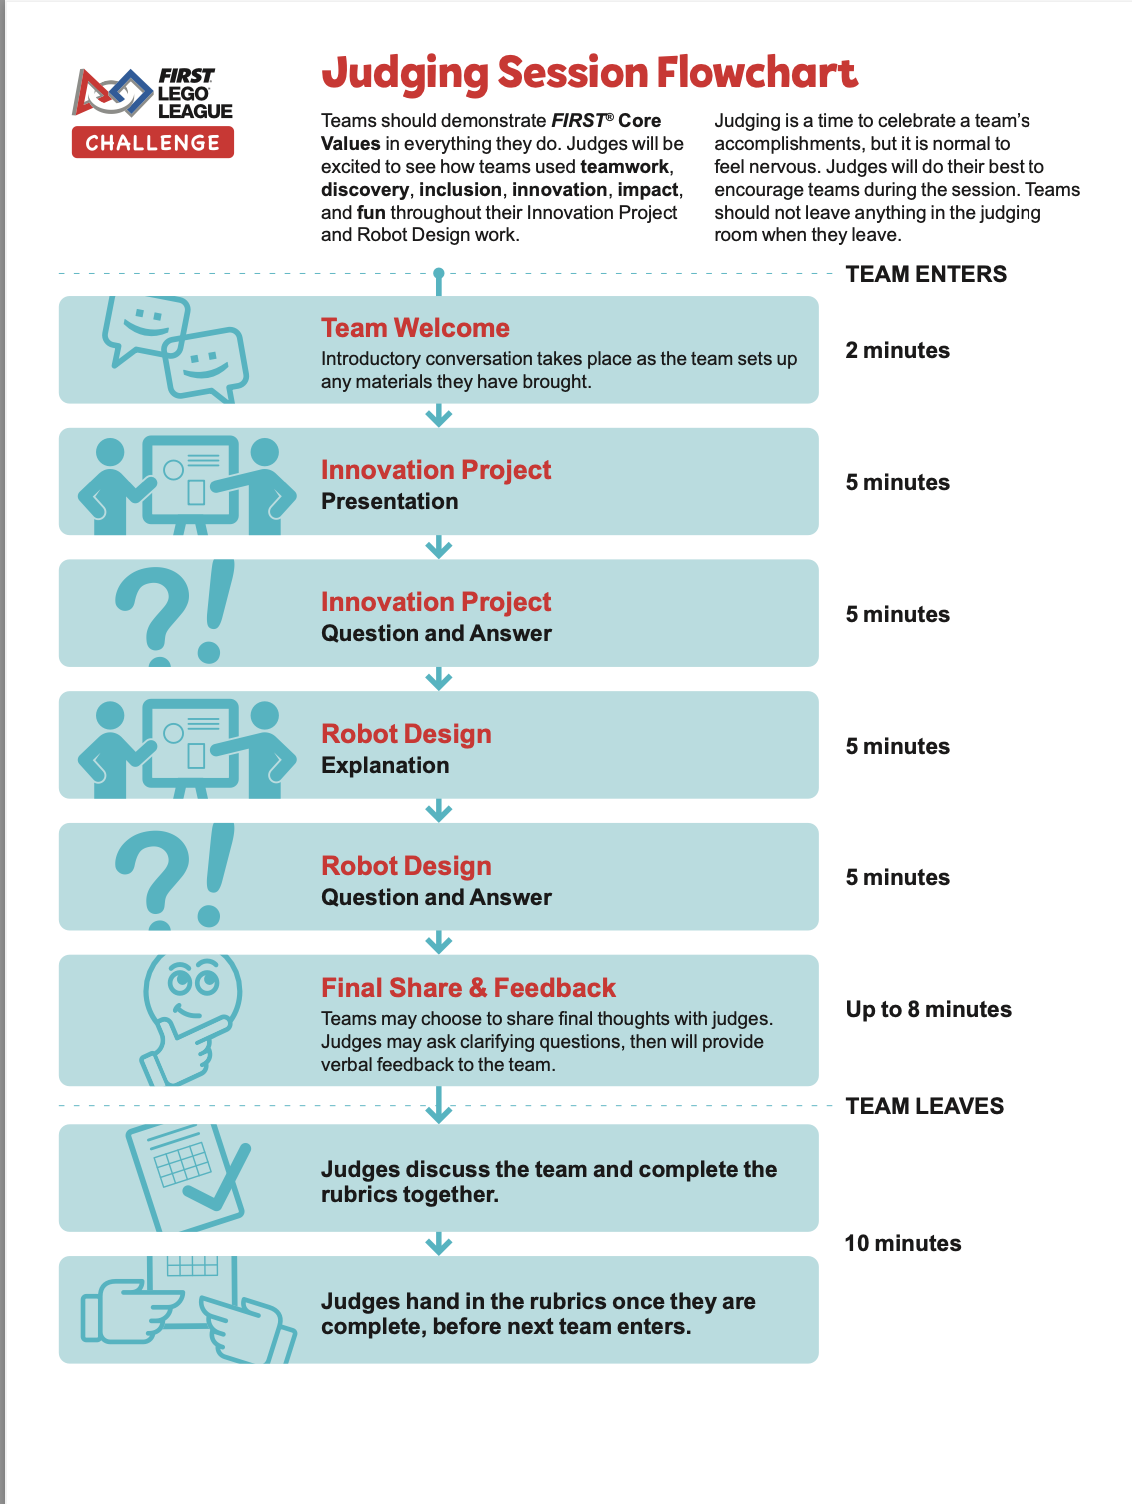 FIRST
LEGO
LEAGUE
CHALLENGE
Judging Session Flowchart
Teams should demonstrate FIRST® Core
Values in everything they do. Judges will be
excited to see how teams used teamwork,
discovery, inclusion, innovation, impact,
and fun throughout their Innovation Project
and Robot Design work.
Judging is a time to celebrate a team’s
accomplishments, but it is normal to
feel nervous. Judges will do their best to
encourage teams during the session. Teams
should not leave anything in the judging
room when they leave.
TEAM ENTERS
Team Welcome
Introductory conversation takes place as the team sets up
any materials they have brought.
2 minutes
Innovation Project
Presentation
5 minutes
Innovation Project
Question and Answer
5 minutes
Robot Design
Explanation
5 minutes
Robot Design
Question and Answer
5 minutes
Final Share & Feedback
Teams may choose to share final thoughts with judges.
Judges may ask clarifying questions, then will provide
verbal feedback to the team.
Up to 8 minutes
TEAM LEAVES
Judges discuss the team and complete the
rubrics together.
10 minutes
Judges hand in the rubrics once they are
complete, before next team enters.